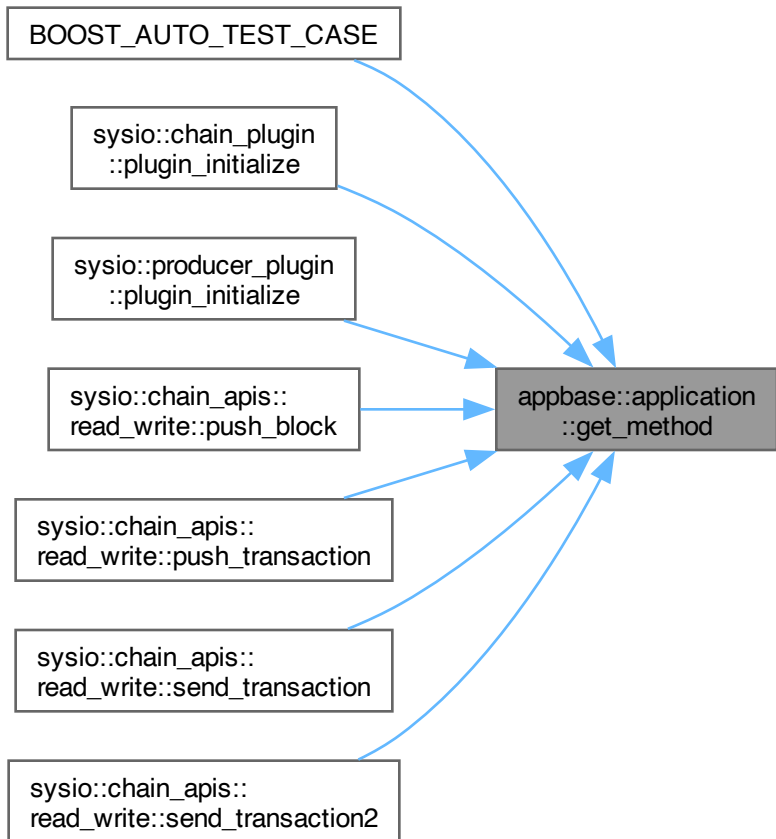 BOOST_AUTO_TEST_CASE
sysio::chain_plugin
::plugin_initialize
sysio::producer_plugin
::plugin_initialize
sysio::chain_apis::
read_write::push_block
appbase::application
::get_method
sysio::chain_apis::
read_write::push_transaction
sysio::chain_apis::
read_write::send_transaction
sysio::chain_apis::
read_write::send_transaction2